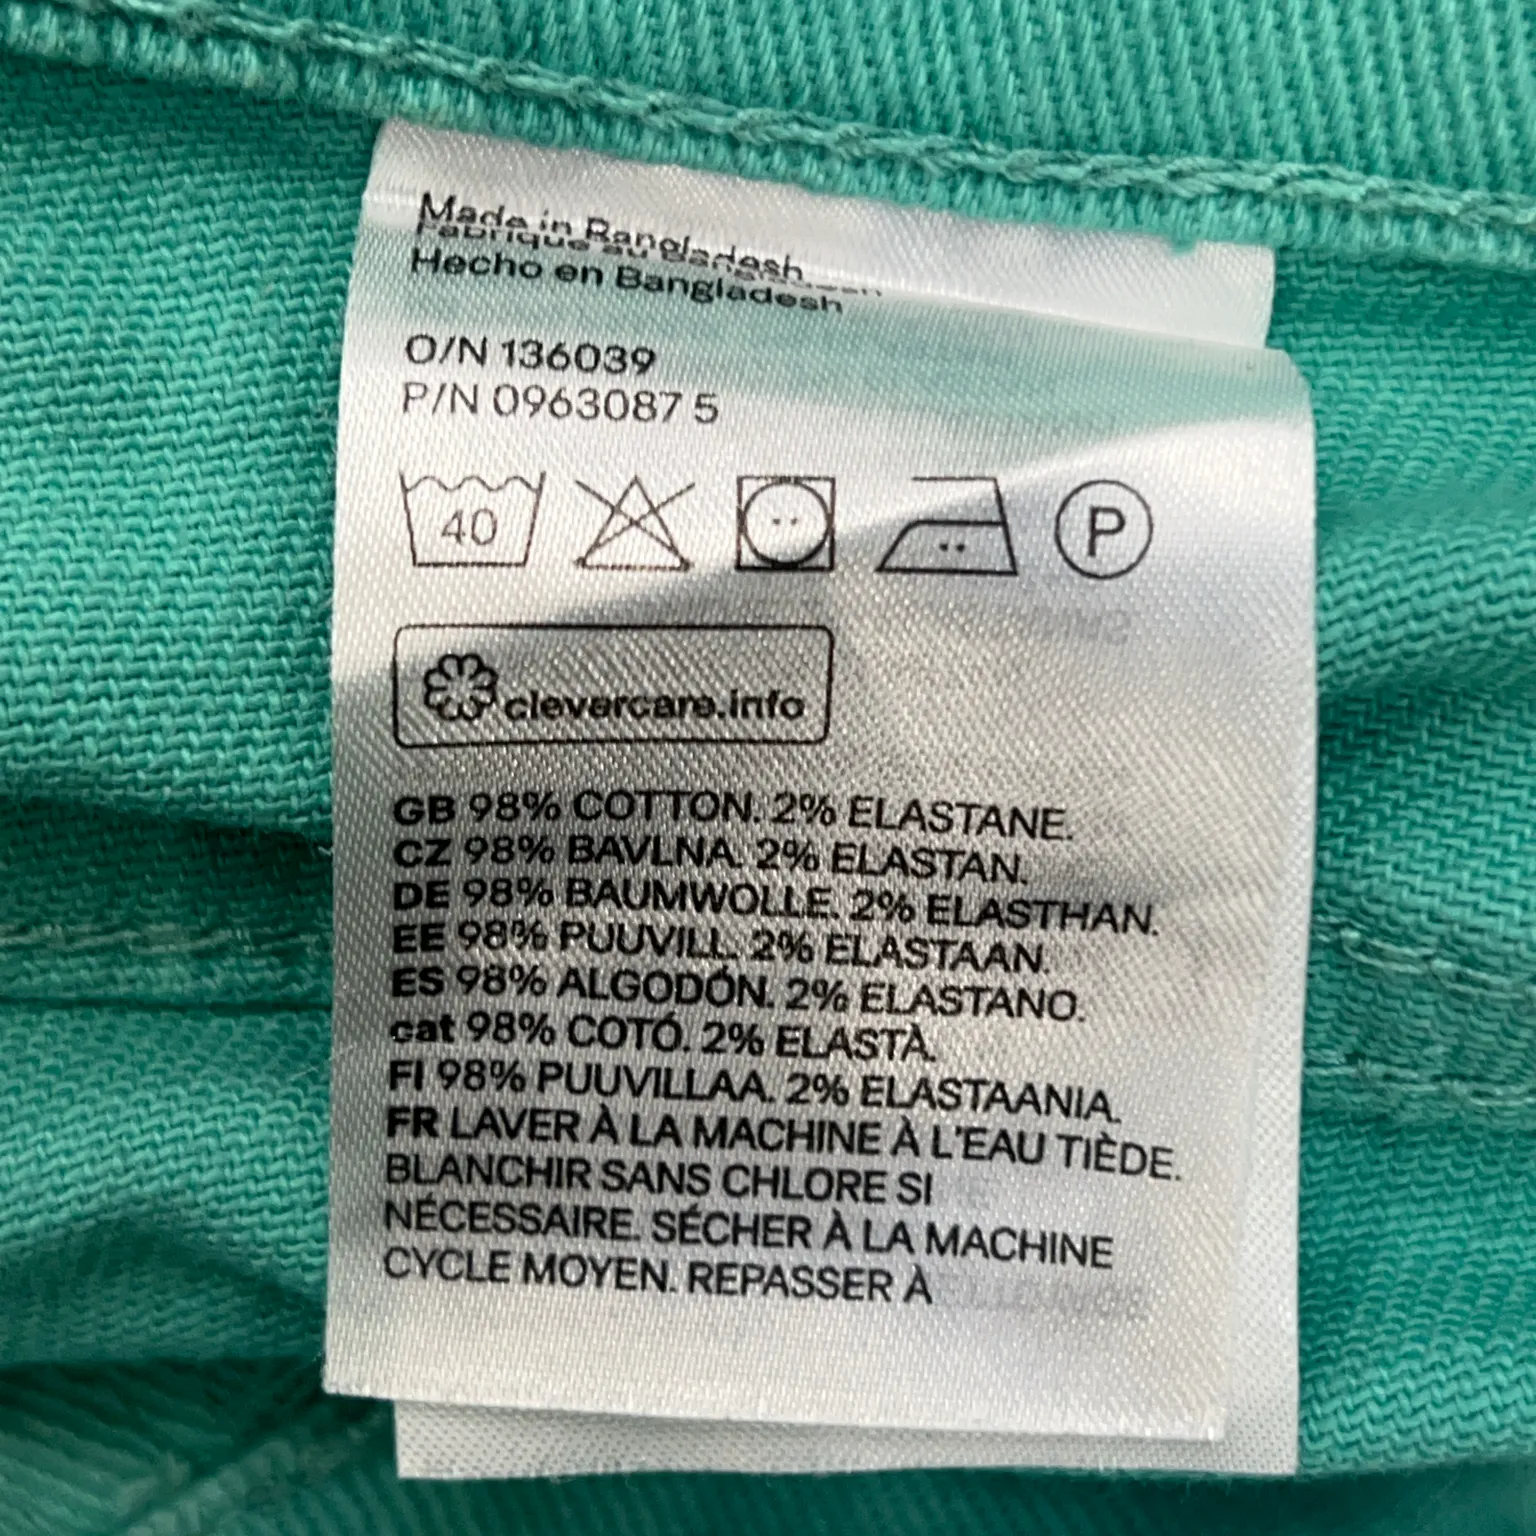 Made in Bangladesh
Fabriqué au Bangladesh
Hecho en Bangladesh
O/N 136039
P/N 0963087 5
40
P
clevercare.info
GB 98% COTTON. 2% ELASTANE.
CZ 98% BAVLNA. 2% ELASTAN.
DE 98% BAUMWOLLE. 2% ELASTHAN.
EE 98% PUUVILL. 2% ELASTAAN.
ES 98% ALGODÓN. 2% ELASTANO.
cat 98% COTÓ. 2% ELASTÀ.
FI 98% PUUVILLAA. 2% ELASTAANIA.
FR LAVER À LA MACHINE À L'EAU TIÈDE.
BLANCHIR SANS CHLORE SI
NÉCESSAIRE. SÉCHER À LA MACHINE
CYCLE MOYEN. REPASSER À